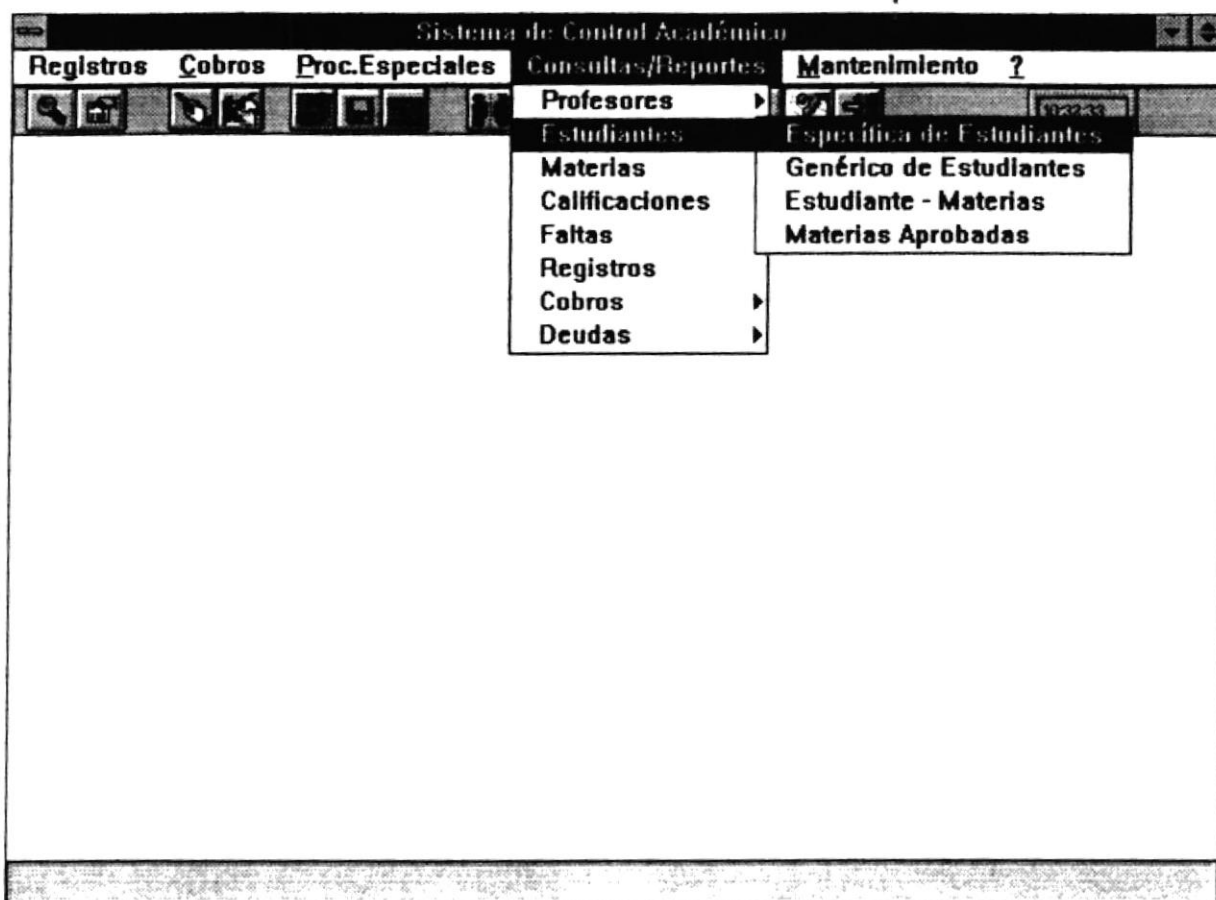 Sistema de Control Académico
Registros Cobros Proc.Especiales Consultas/Reportes Mantenimiento ?
Profesores
Estudiantes
Materias
Calificaciones
Faltas
Registros
Cobros
Deudas
Específica de Estudiantes
Genérico de Estudiantes
Estudiante - Materias
Materias Aprobadas